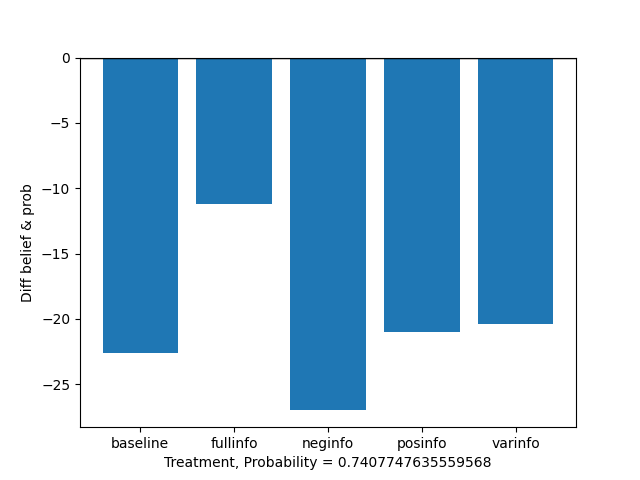 0
−5
−10
−15
−20
−25
Diff belief & prob
baseline fullinfo neginfo posinfo varinfo
Treatment, Probability = 0.7407747635559568